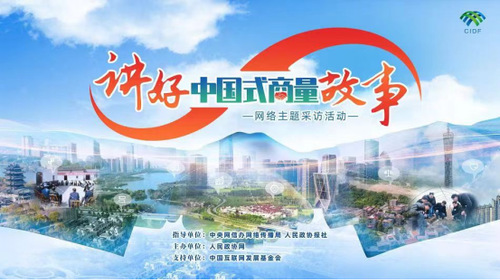 CIDF
讲好中国式商量故事
—网络主题采访活动—
指导单位：中央网信办网络传播局 人民政协报社
主办单位：人民政协网
支持单位：中国互联网发展基金会